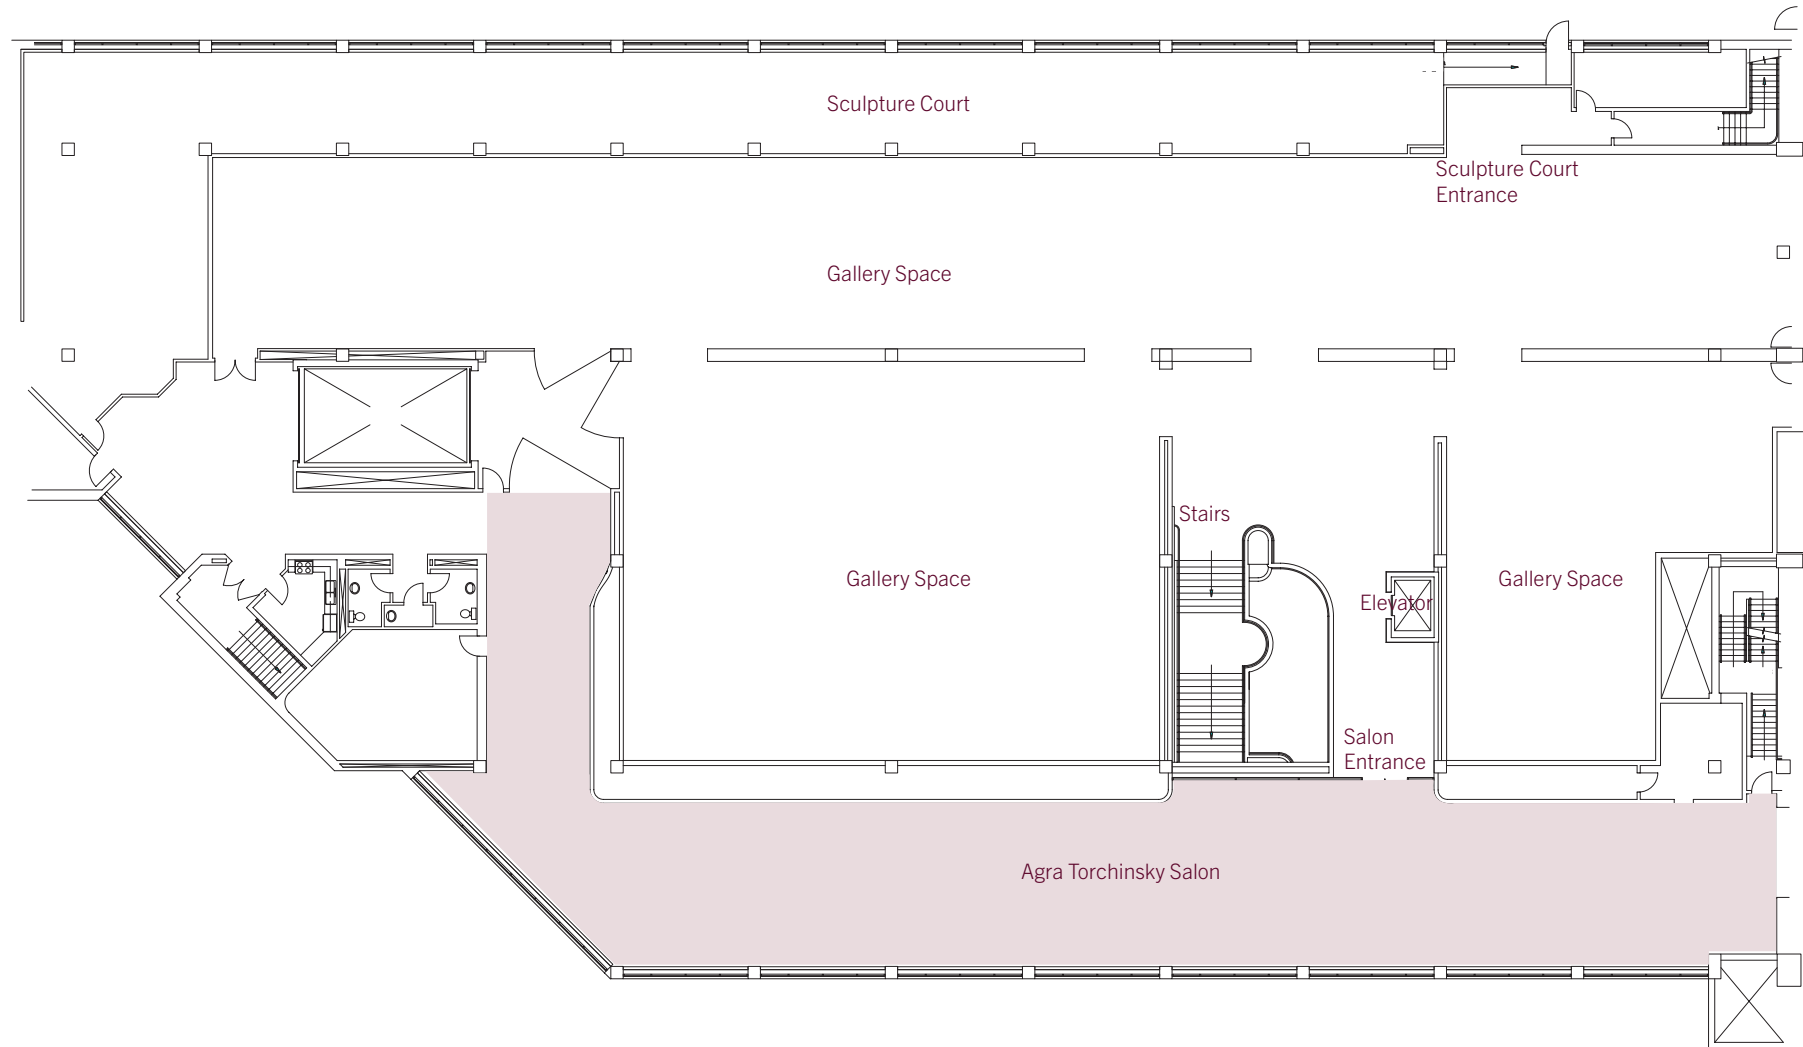 Sculpture Court
Sculpture Court
Entrance
Gallery Space
Stairs
Gallery Space
Elevator
Gallery Space
Salon
Entrance
Agra Torchinsky Salon